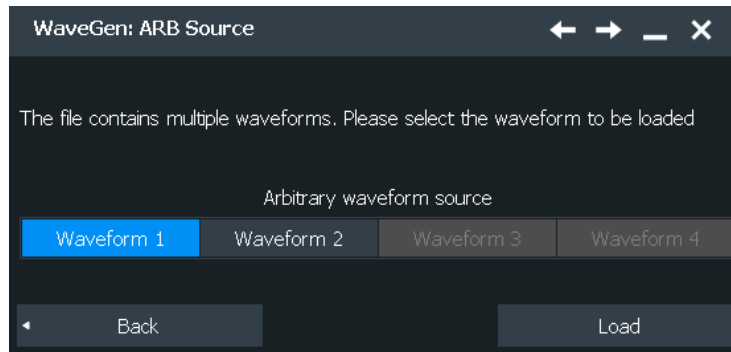 WaveGen: ARB Source
The file contains multiple waveforms. Please select the waveform to be loaded
Arbitrary waveform source
Waveform 1 Waveform 2 Waveform 3 Waveform 4
Back Load